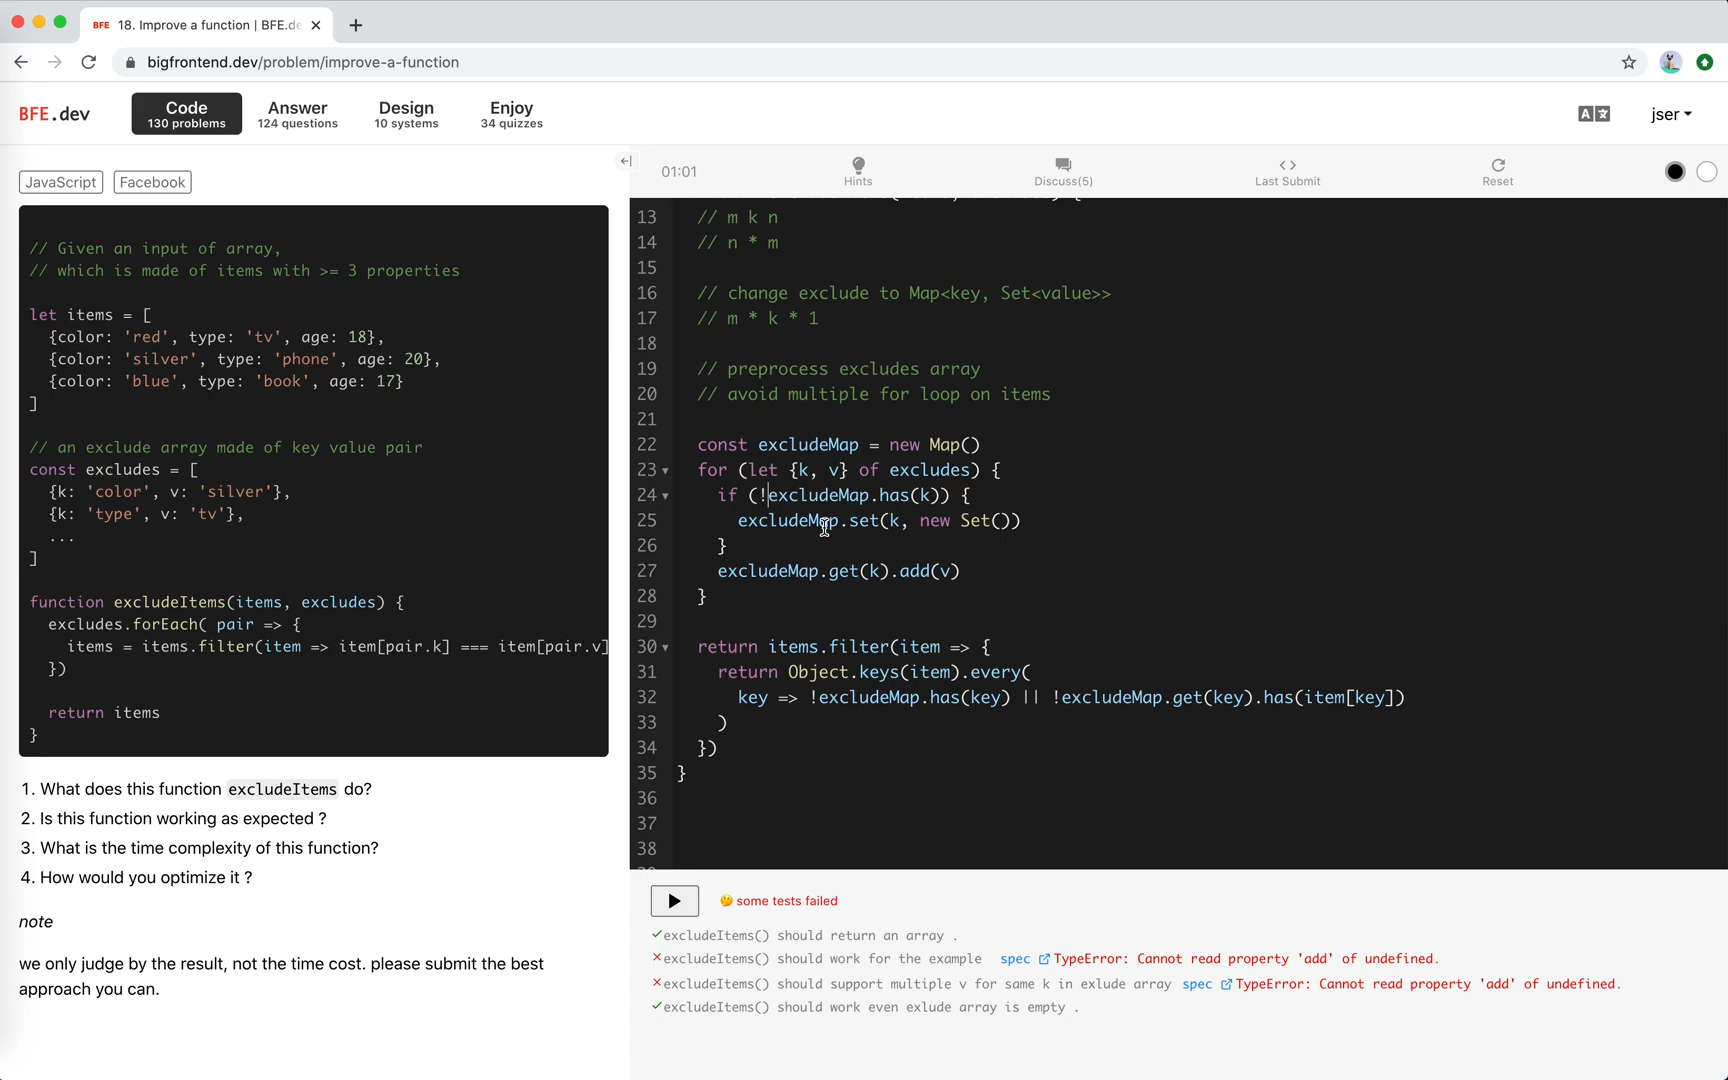 BFE 18. Improve a function | BFE.de
bigfrontend.dev/problem/improve-a-function
BFE.dev
Code
130 problems
Answer
124 questions
Design
10 systems
Enjoy
34 quizzes
jser
JavaScript
Facebook
// Given an input of array,
// which is made of items with >= 3 properties
let items = [
{color: 'red', type: 'tv', age: 18},
{color: 'silver', type: 'phone', age: 20},
{color: 'blue', type: 'book', age: 17}
]
// an exclude array made of key value pair
const excludes = [
{k: 'color', v: 'silver'},
{k: 'type', v: 'tv'},
...
]
function excludeItems(items, excludes) {
excludes.forEach( pair => {
items = items.filter(item => item[pair.k] === item[pair.v]
})
return items
}
1. What does this function excludeItems do?
2. Is this function working as expected ?
3. What is the time complexity of this function?
4. How would you optimize it ?
note
we only judge by the result, not the time cost. please submit the best
approach you can.
01:01
Hints
Discuss(5)
<>
Last Submit
Reset
13 // m k n
14 // n * m
15
16 // change exclude to Map<key, Set<value>>
17 // m * k * 1
18
19 // preprocess excludes array
20 // avoid multiple for loop on items
21
22 const excludeMap = new Map()
23 for (let {k, v} of excludes) {
24 if (!excludeMap.has(k)) {
25 excludeMap.set(k, new Set())
26 }
27 excludeMap.get(k).add(v)
28 }
29
30 return items.filter(item => {
31 return Object.keys(item).every(
32 key => !excludeMap.has(key) || !excludeMap.get(key).has(item[key])
33 )
34 })
35 }
36
37
38
some tests failed
excludeItems() should return an array .
excludeItems() should work for the example spec TypeError: Cannot read property 'add' of undefined.
excludeItems() should support multiple v for same k in exlude array spec TypeError: Cannot read property 'add' of undefined.
excludeItems() should work even exlude array is empty .